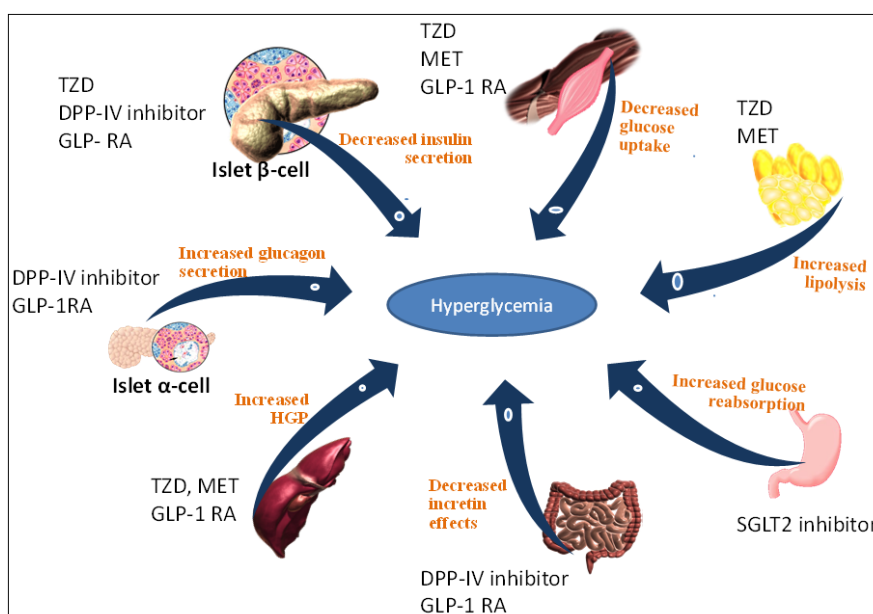 TZD
DPP-IV inhibitor
GLP- RA
Islet β-cell
Decreased insulin
secretion
TZD
MET
GLP-1 RA
Decreased
glucose
uptake
TZD
MET
Increased
lipolysis
Increased glucagon
secretion
DPP-IV inhibitor
GLP-1RA
Islet α-cell
Hyperglycemia
Increased
HGP
TZD, MET
GLP-1 RA
Decreased
incretin
effects
DPP-IV inhibitor
GLP-1 RA
Increased glucose
reabsorption
SGLT2 inhibitor